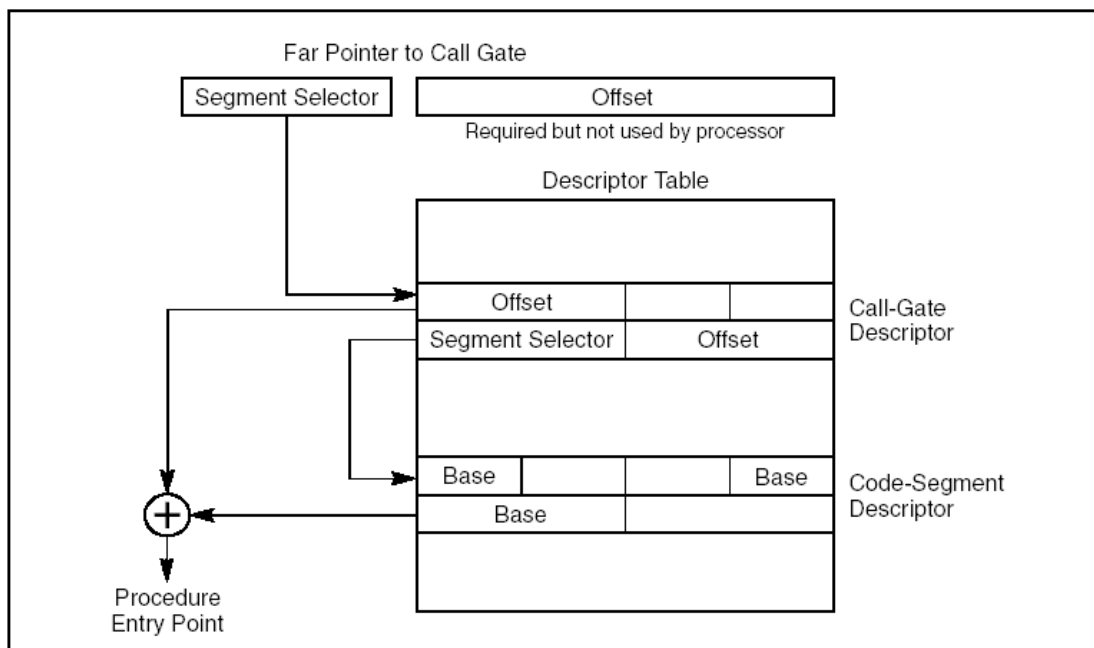 Far Pointer to Call Gate
Segment Selector
Offset
Required but not used by processor
Descriptor Table
Offset
Call-Gate
Descriptor
Segment Selector
Offset
Base
Base
Code-Segment
Descriptor
Base
Procedure
Entry Point